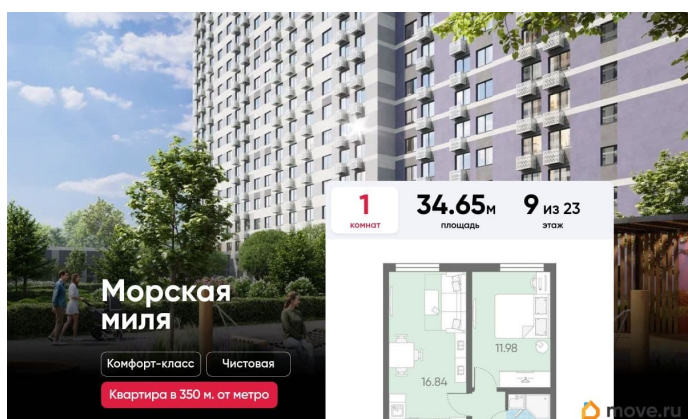 1
комнат
34.65м
площадь
9 из 23
этаж
Морская
миля
Комфорт-класс
Чистовая
Квартира в 350 м. от метро
11.98
16.84
move.ru